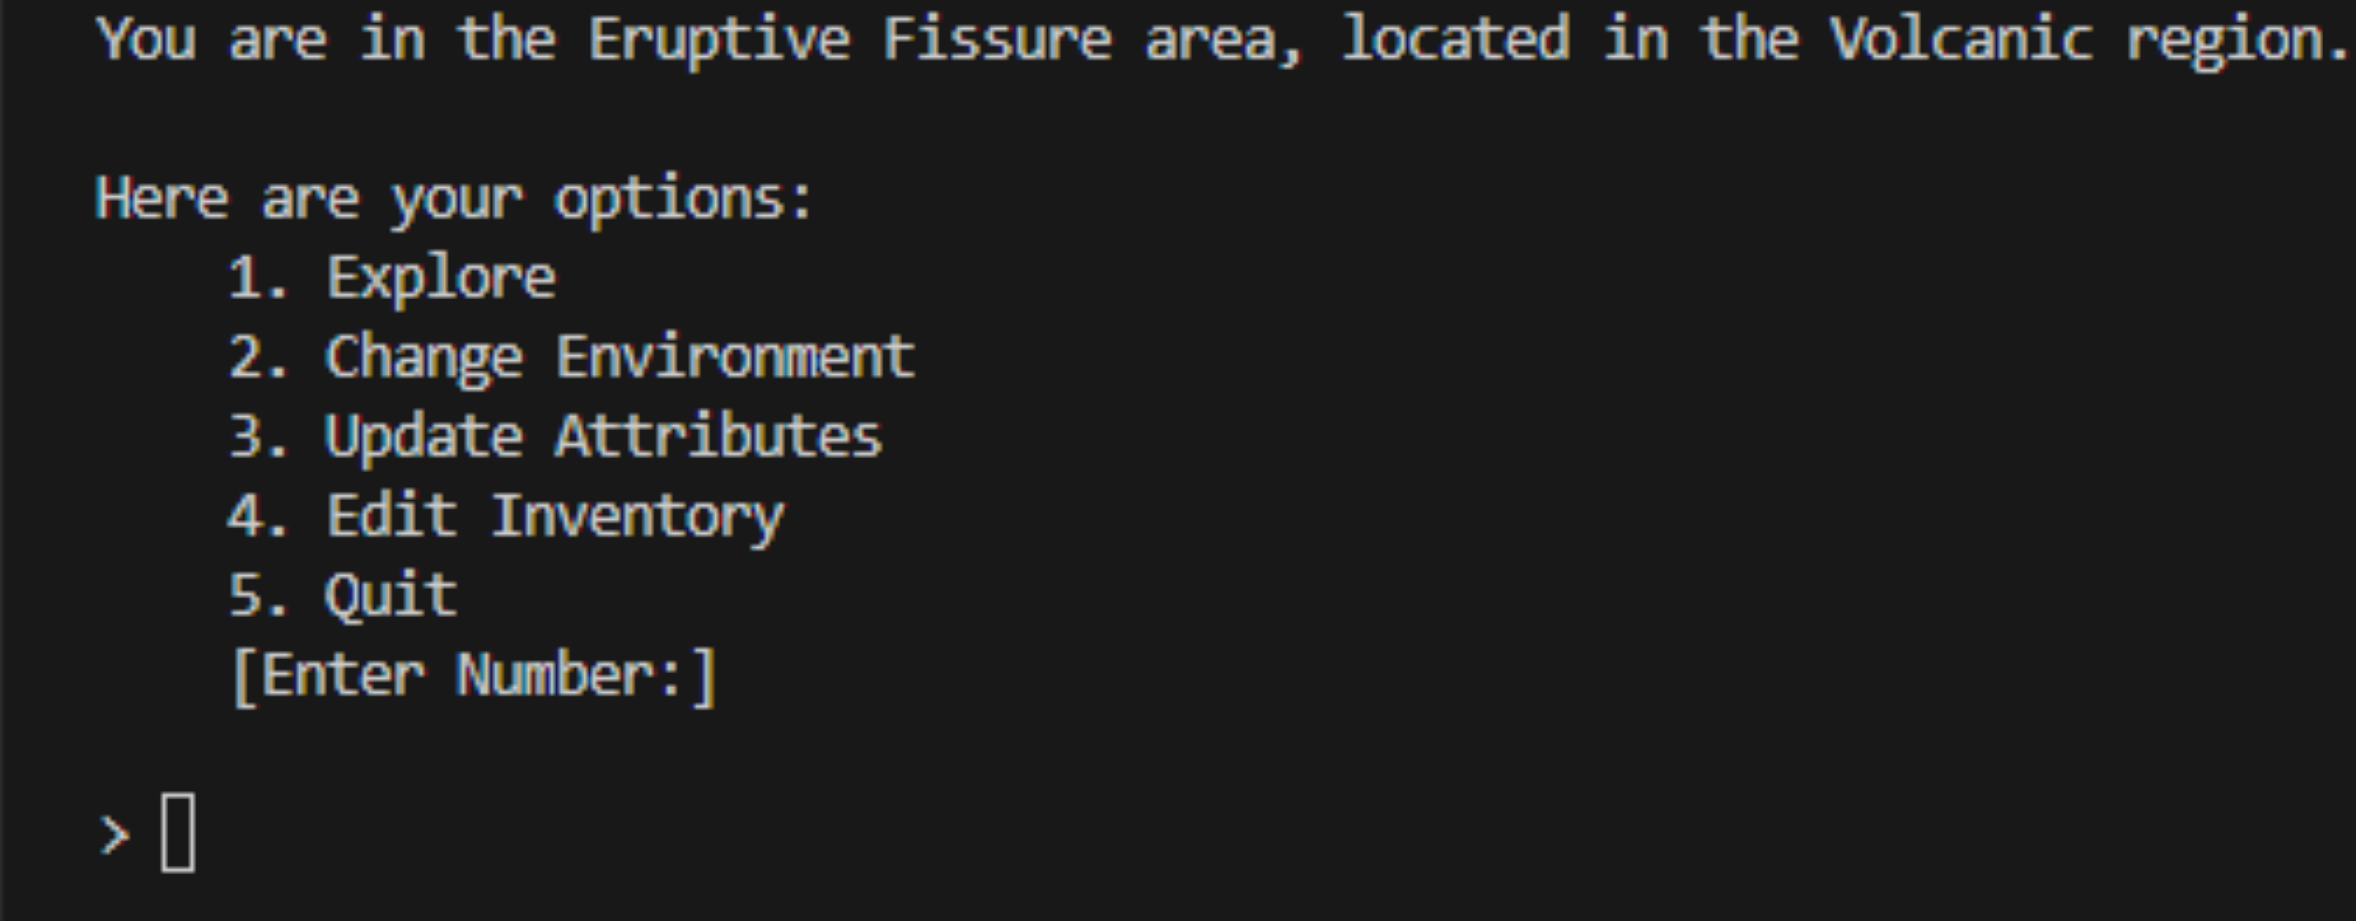 You are in the Eruptive Fissure area, located in the Volcanic region.
Here are your options:
1. Explore
2. Change Environment
3. Update Attributes
4. Edit Inventory
5. Quit
[Enter Number:]
>